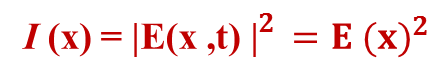 I (x) = |E(x ,t) |² = E (x)²